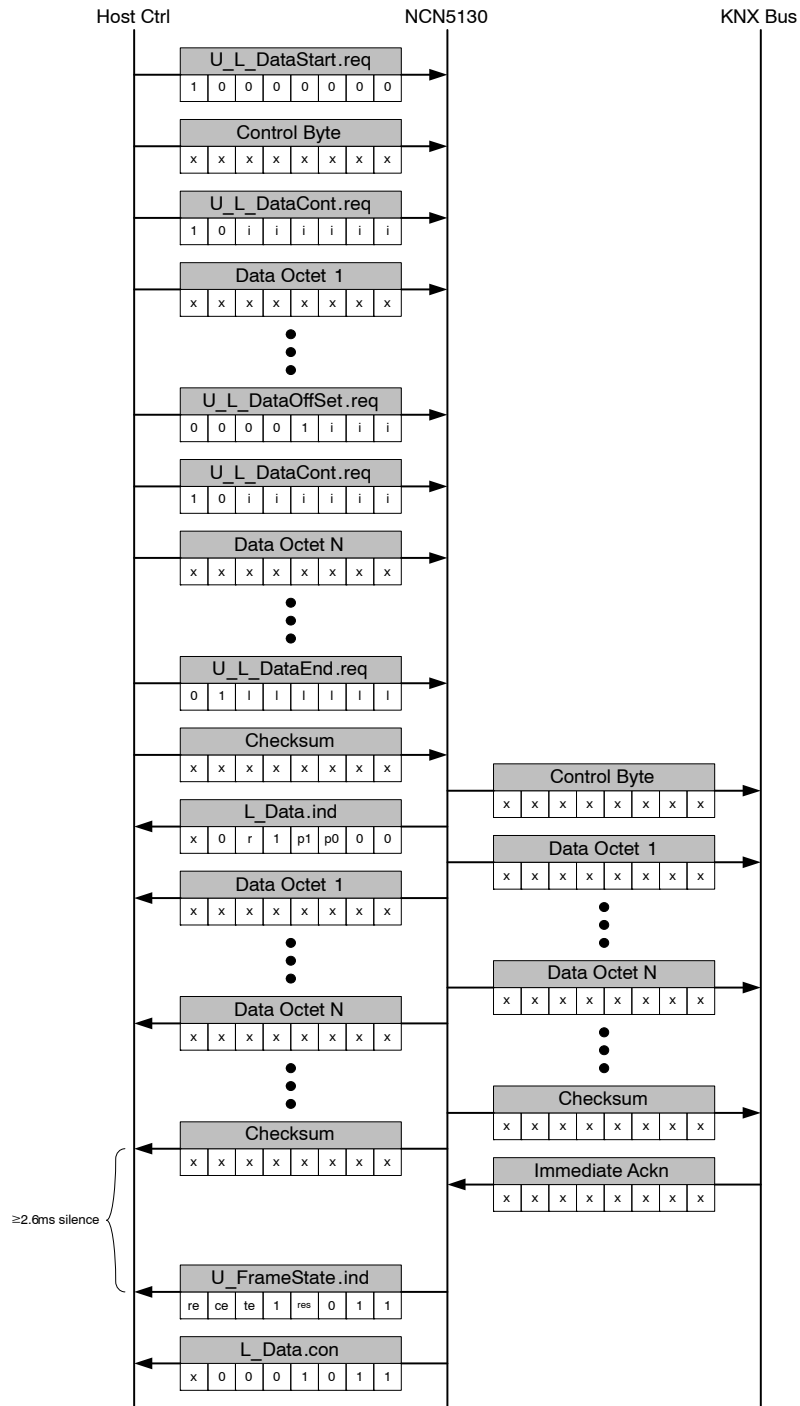 Host Ctrl NCN5130 KNX Bus
U_L_DataStart.req
1 0 0 0 0 0 0 0
Control Byte
x x x x x x x x
U_L_DataCont.req
1 0 i i i i i i
Data Octet 1
x x x x x x x x
U_L_DataOffSet.req
0 0 0 0 1 i i i
U_L_DataCont.req
1 0 i i i i i i
Data Octet N
x x x x x x x x
U_L_DataEnd.req
0 1 l l l l l l
Checksum
x x x x x x x x
Control Byte
x x x x x x x x
L_Data.ind
x 0 r 1 p1 p0 0 0
Data Octet 1
x x x x x x x x
Data Octet 1
x x x x x x x x
Data Octet N
x x x x x x x x
Data Octet N
x x x x x x x x
Checksum
x x x x x x x x
Checksum
x x x x x x x x
Immediate Ackn
x x x x x x x x
≥2.6ms silence
U_FrameState.ind
re ce te 1 res 0 1 1
L_Data.con
x 0 0 0 1 0 1 1